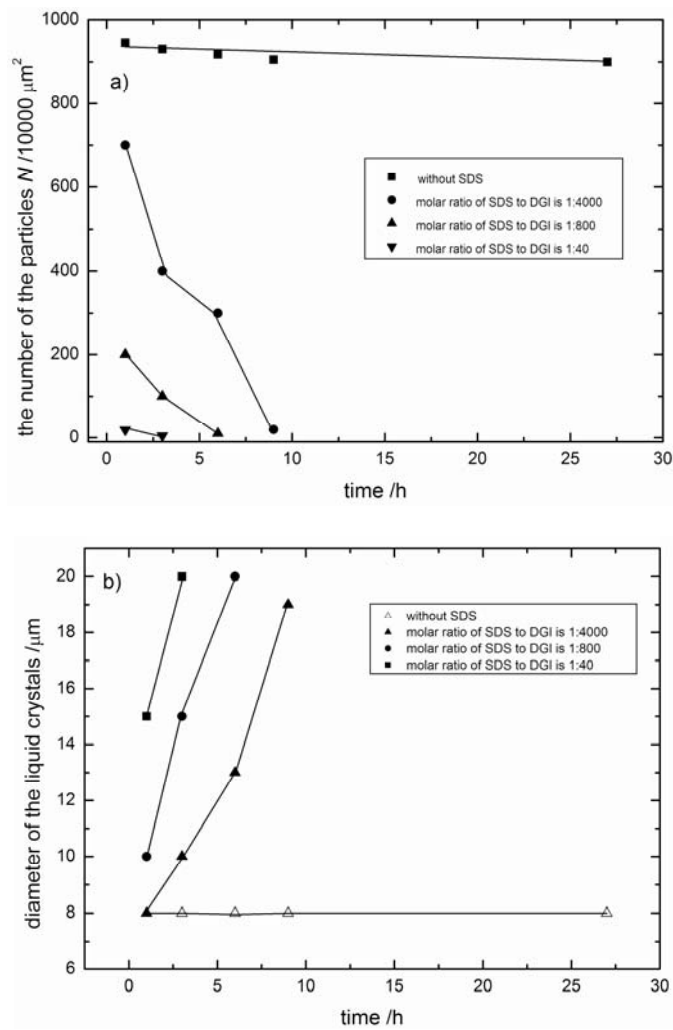 1000
800
600
400
200
0
the number of the particles N /10000 μm²
a)
without SDS
molar ratio of SDS to DGI is 1:4000
molar ratio of SDS to DGI is 1:800
molar ratio of SDS to DGI is 1:40
0 5 10 15 20 25 30
time /h
20
18
16
14
12
10
8
6
diameter of the liquid crystals /μm
b)
without SDS
molar ratio of SDS to DGI is 1:4000
molar ratio of SDS to DGI is 1:800
molar ratio of SDS to DGI is 1:40
0 5 10 15 20 25 30
time /h